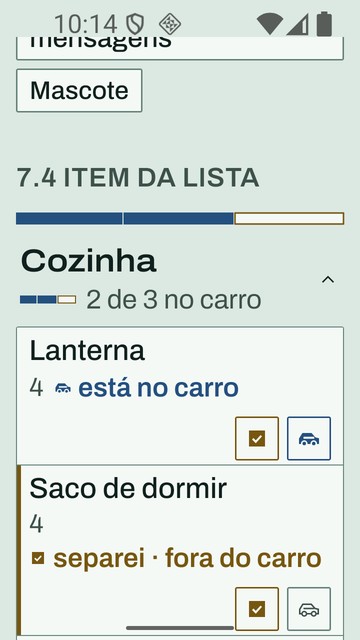 10:14
mensagens
Mascote
7.4 ITEM DA LISTA
Cozinha
2 de 3 no carro
Lanterna
4 está no carro
Saco de dormir
4
separei · fora do carro